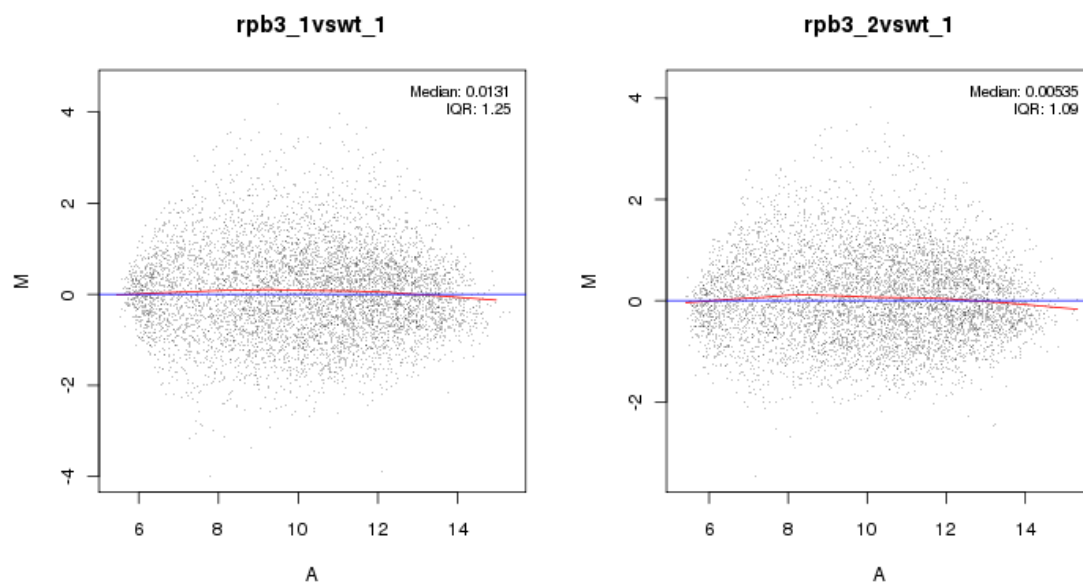 rpb3_1vswt_1
Median: 0.0131
IQR: 1.25
M
4
2
0
-2
-4
6 8 10 12 14
A
rpb3_2vswt_1
Median: 0.00535
IQR: 1.09
M
4
2
0
-2
6 8 10 12 14
A